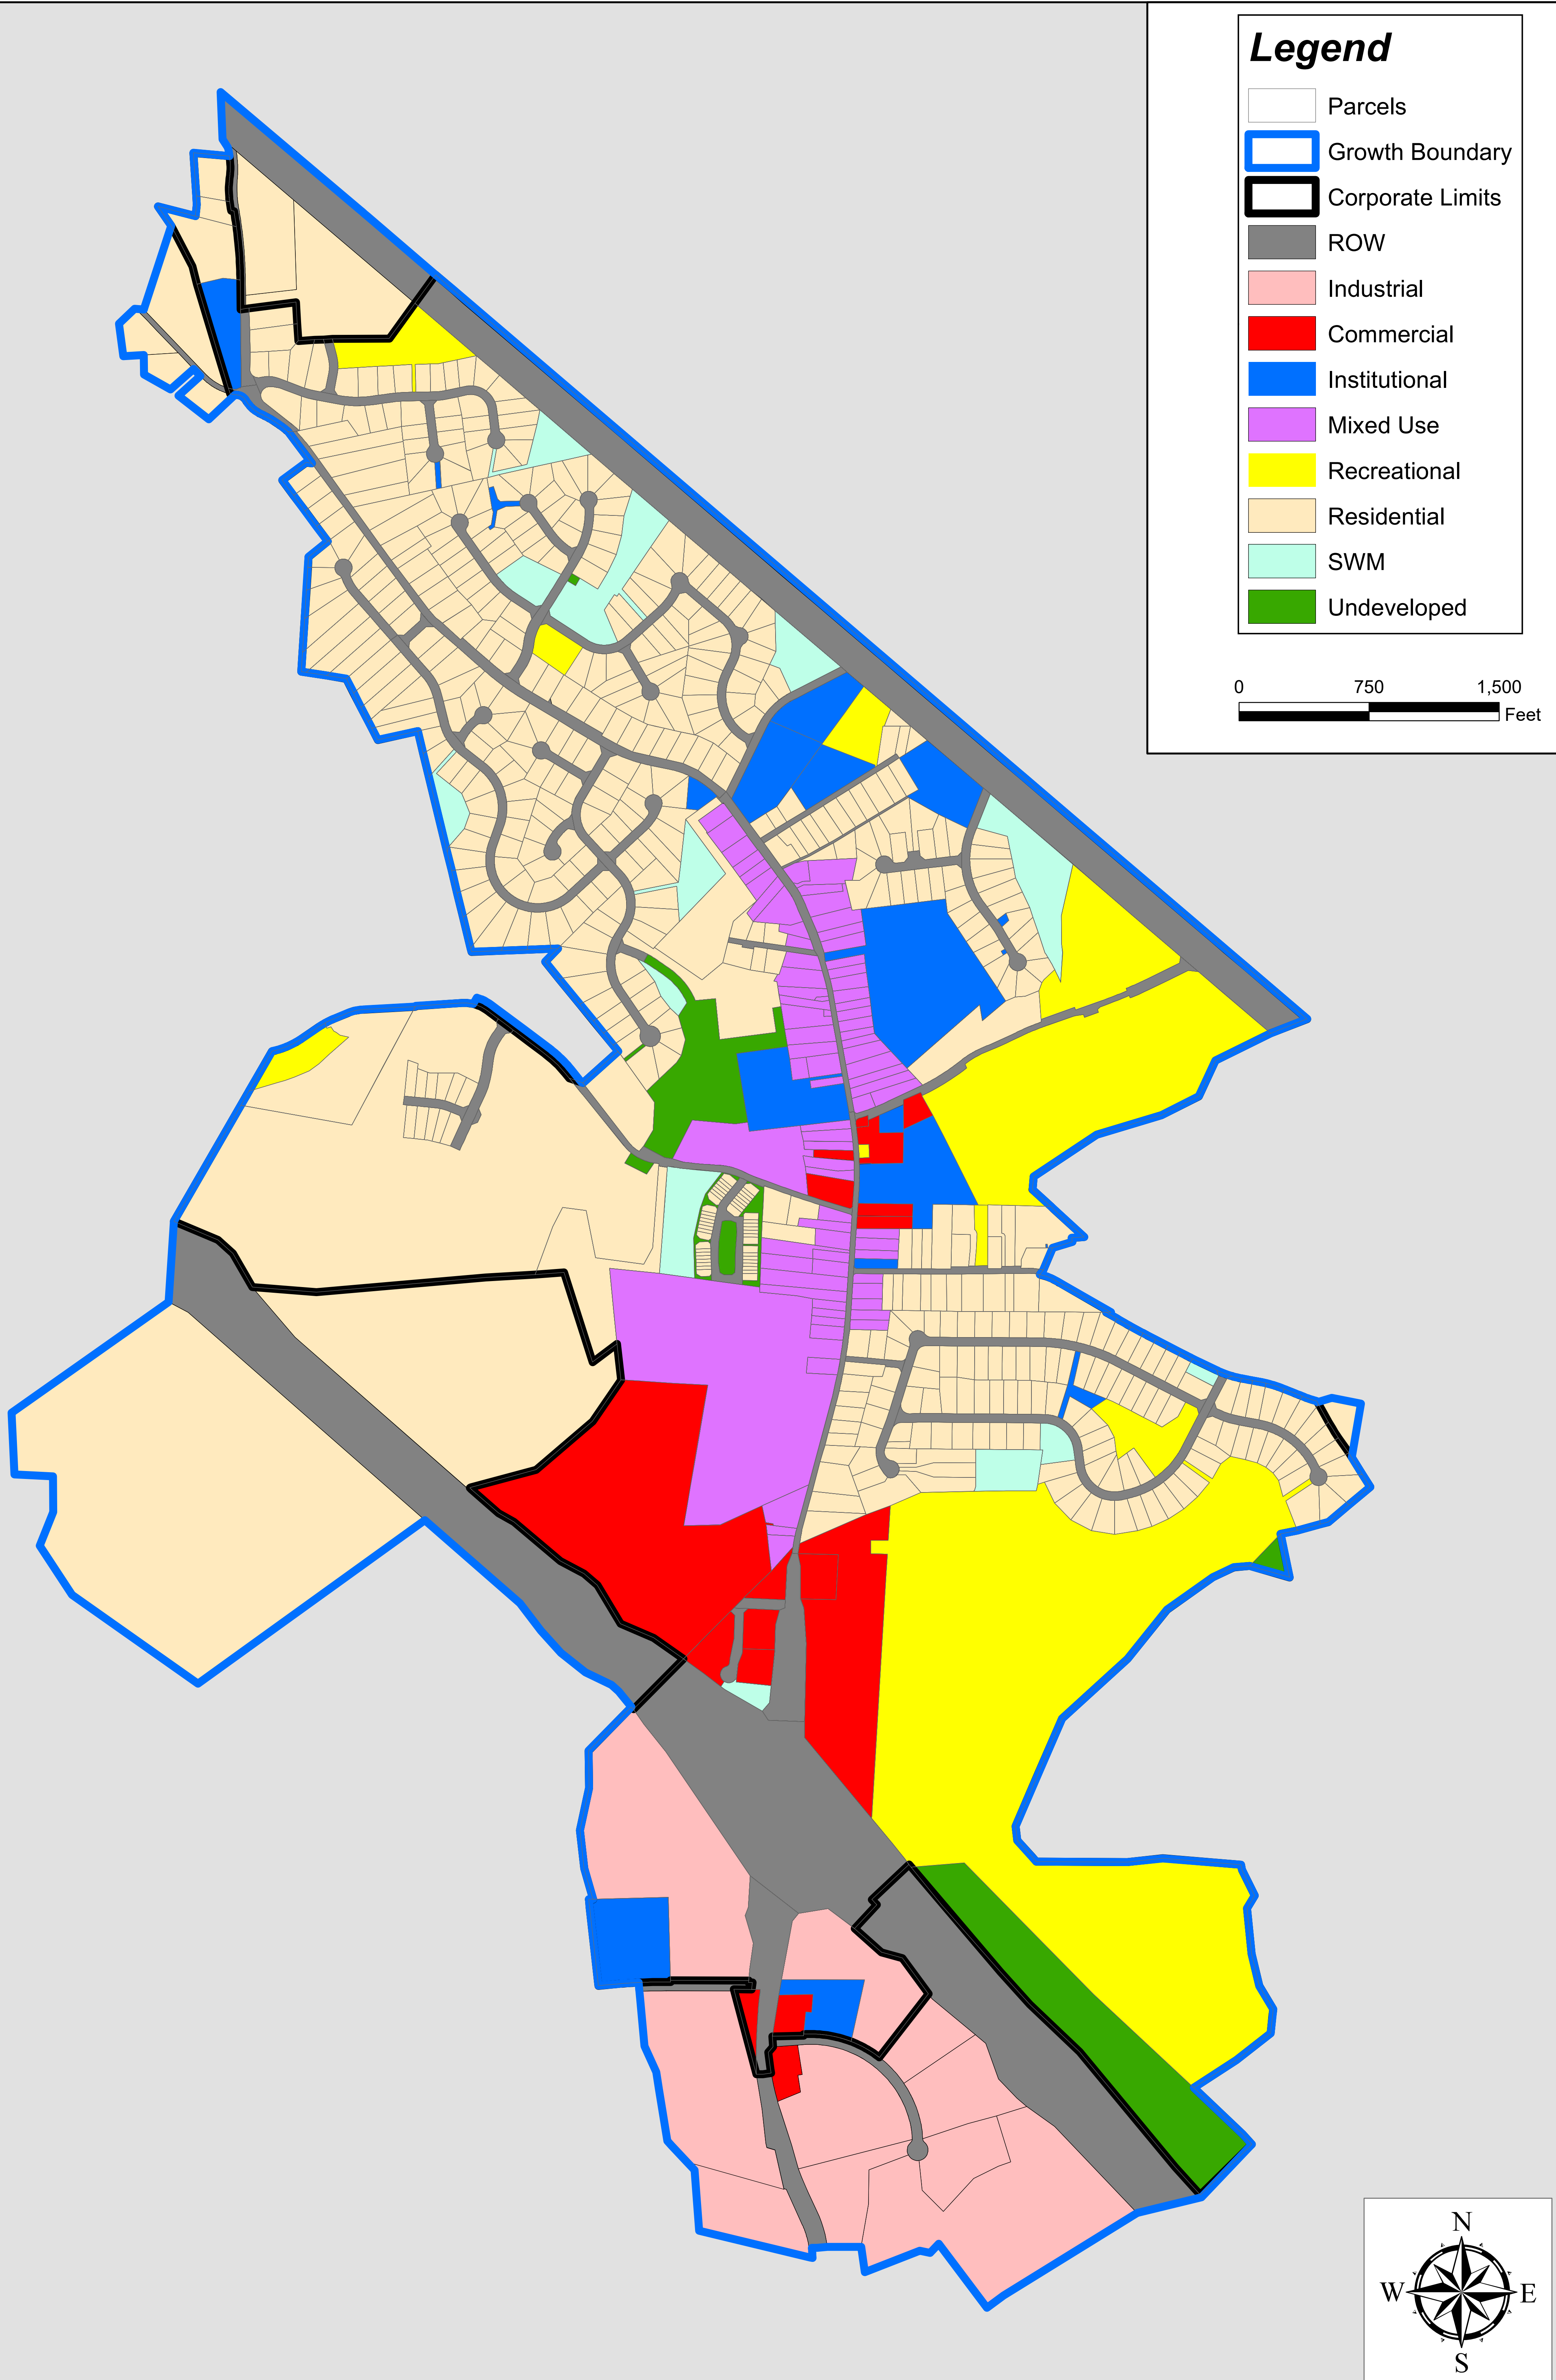 Legend
Parcels
Growth Boundary
Corporate Limits
ROW
Industrial
Commercial
Institutional
Mixed Use
Recreational
Residential
SWM
Undeveloped
0 750 1,500
Feet
N
W E
S